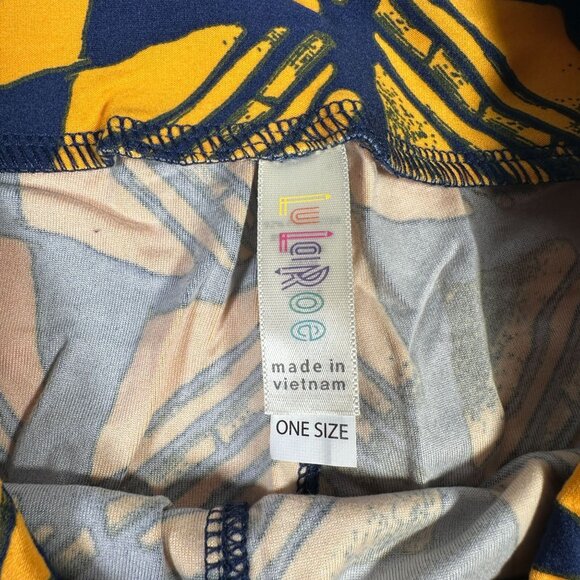 LuLaRoe
made in
vietnam
ONE SIZE